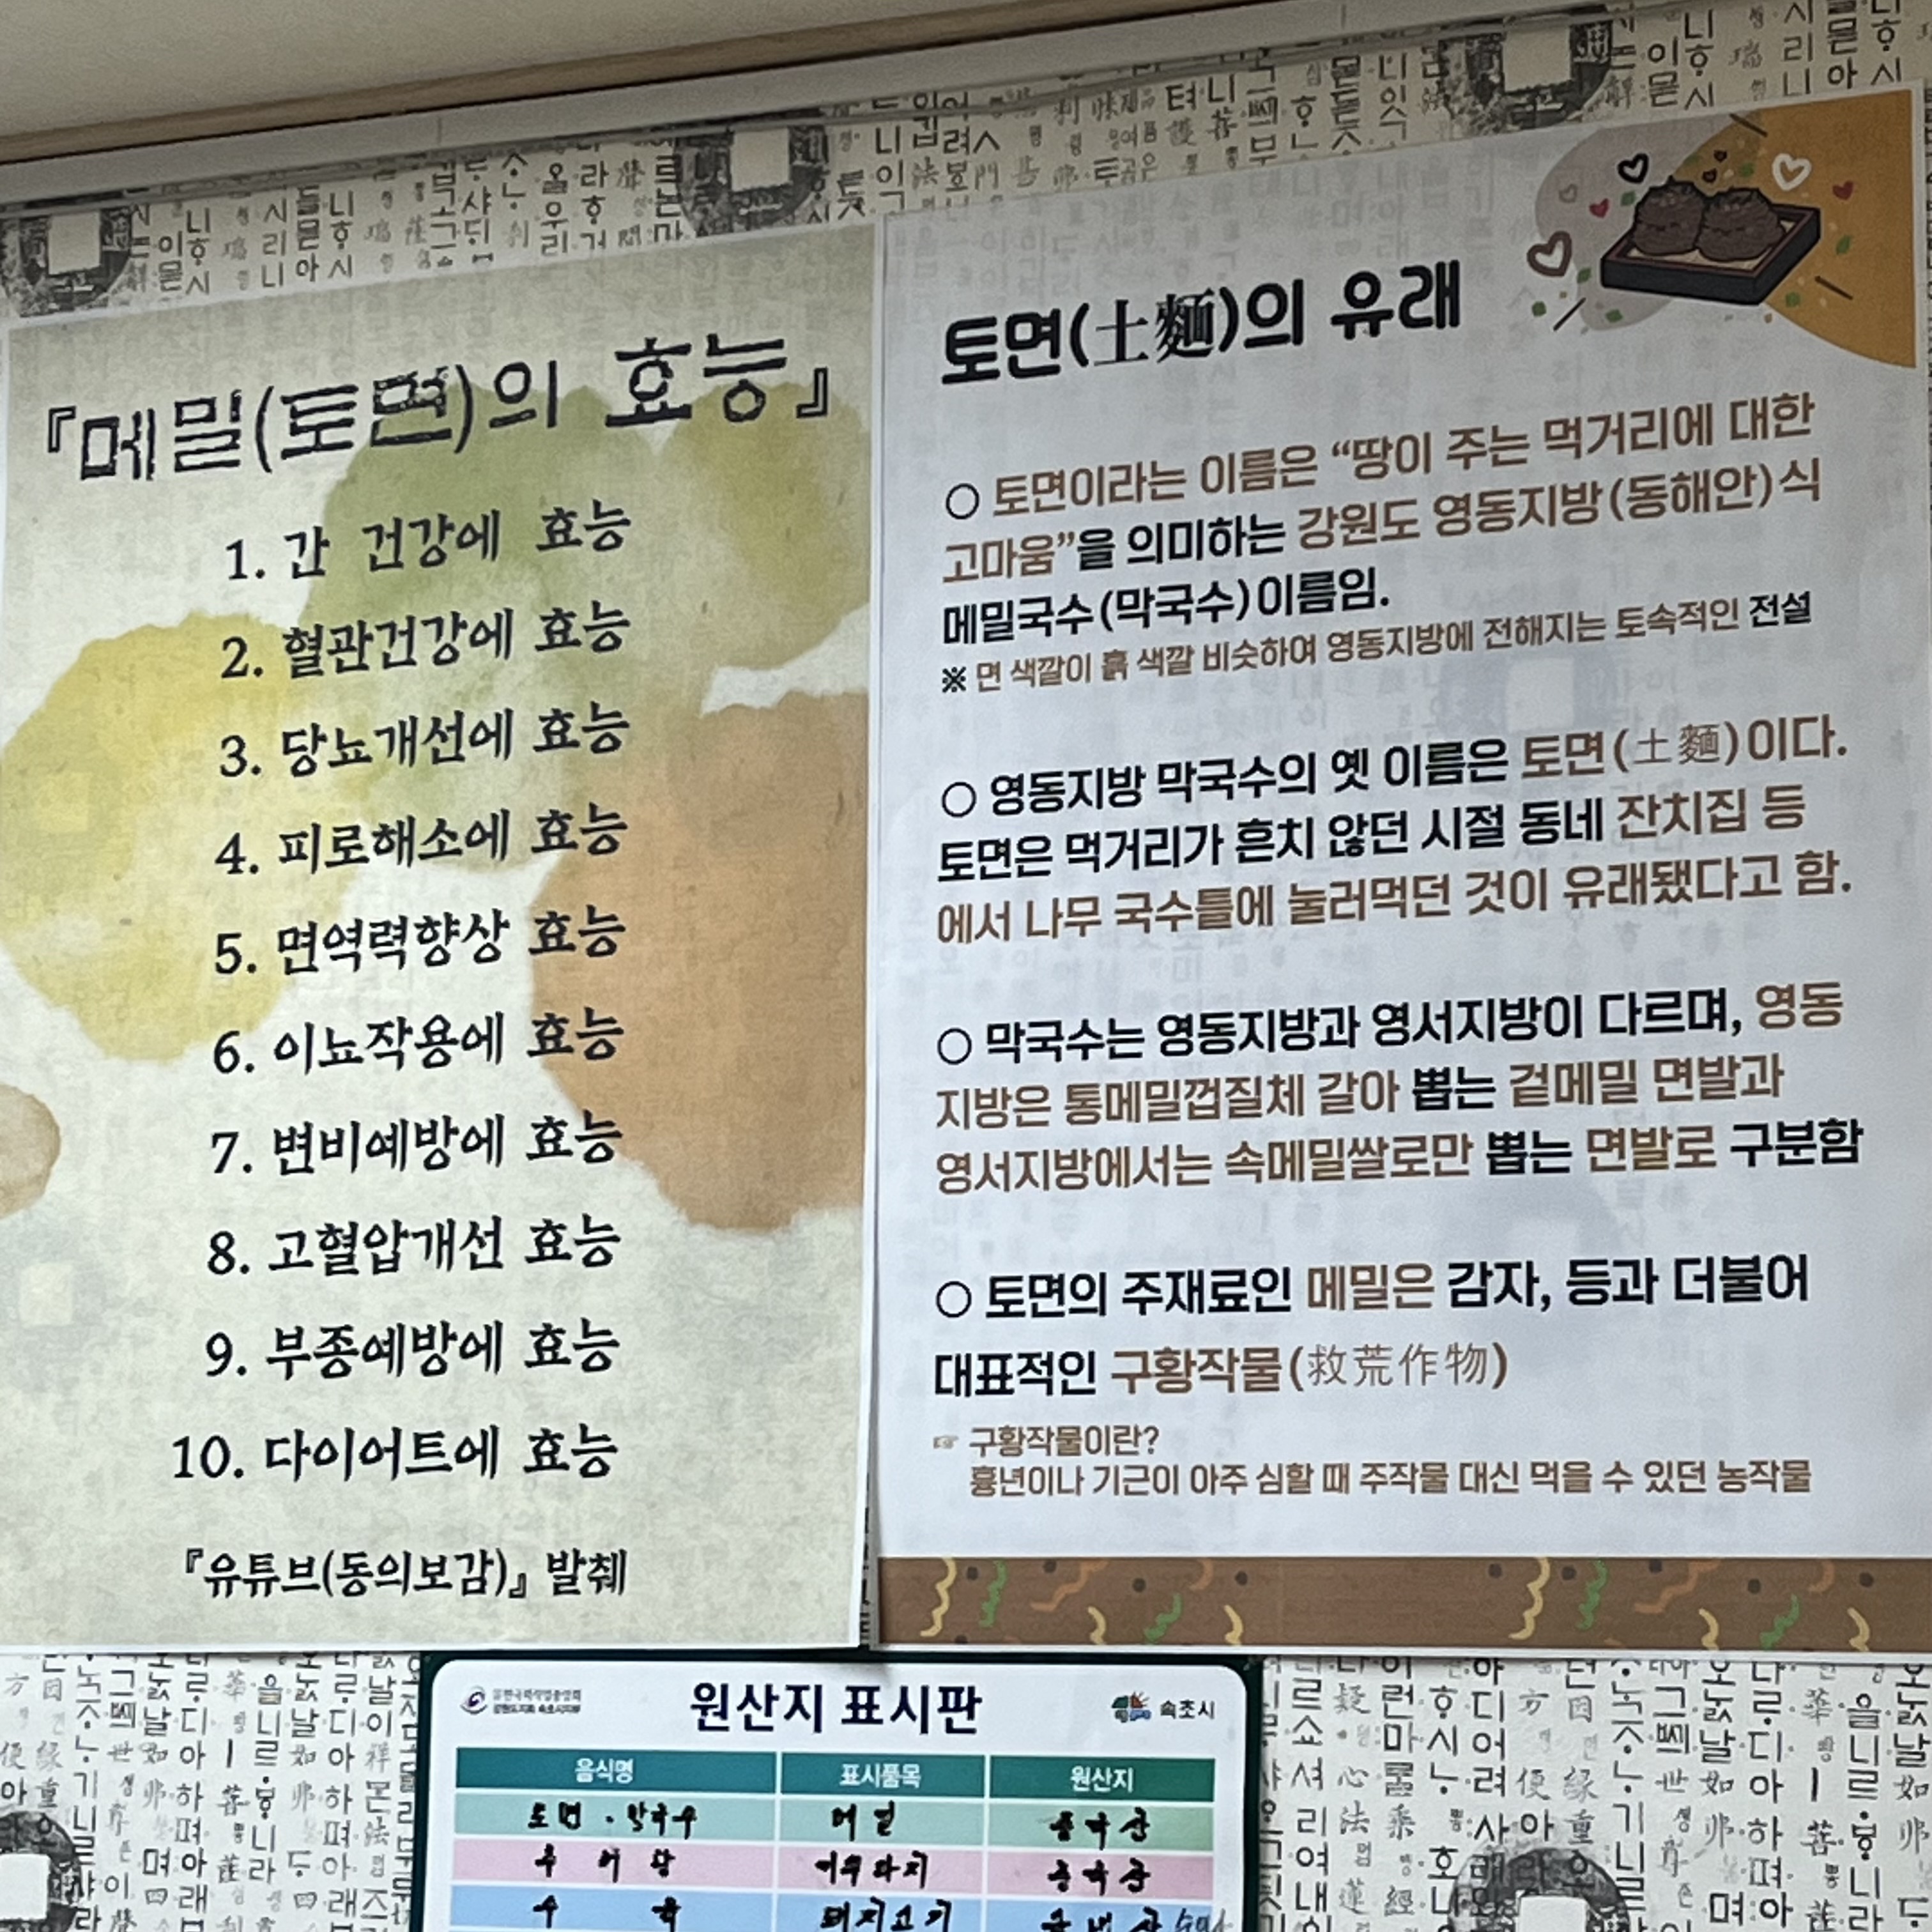 『메밀(토면)의 효능』
1. 간 건강에 효능
2. 혈관건강에 효능
3. 당뇨개선에 효능
4. 피로해소에 효능
5. 면역력향상 효능
6. 이뇨작용에 효능
7. 변비예방에 효능
8. 고혈압개선 효능
9. 부종예방에 효능
10. 다이어트에 효능
『유튜브(동의보감)』 발췌
토면(土麵)의 유래
○ 토면이라는 이름은 “땅이 주는 먹거리에 대한
고마움”을 의미하는 강원도 영동지방(동해안)식
메밀국수(막국수)이름임.
※ 면 색깔이 흙 색깔 비슷하여 영동지방에 전해지는 토속적인 전설
○ 영동지방 막국수의 옛 이름은 토면(土麵)이다.
토면은 먹거리가 흔치 않던 시절 동네 잔치집 등
에서 나무 국수틀에 눌러먹던 것이 유래됐다고 함.
○ 막국수는 영동지방과 영서지방이 다르며, 영동
지방은 통메밀껍질체 갈아 뽑는 겉메밀 면발과
영서지방에서는 속메밀쌀로만 뽑는 면발로 구분함
○ 토면의 주재료인 메밀은 감자, 등과 더불어
대표적인 구황작물(救荒作物)
☞ 구황작물이란?
흉년이나 기근이 아주 심할 때 주작물 대신 먹을 수 있던 농작물
원산지 표시판
속초시
음식명 표시품목 원산지
토면 · 막국수 메밀 중국산
추어탕 미꾸라지 중국산
수육 돼지고기